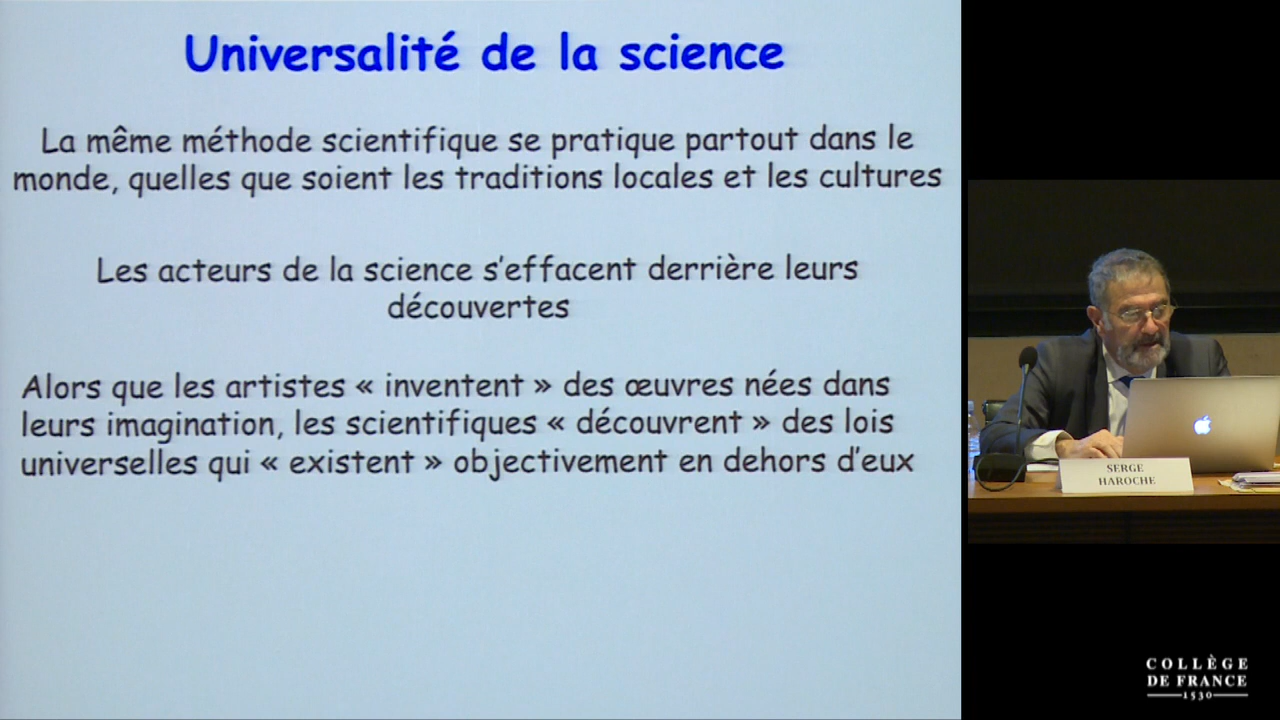 Universalité de la science
La même méthode scientifique se pratique partout dans le
monde, quelles que soient les traditions locales et les cultures
Les acteurs de la science s'effacent derrière leurs
découvertes
Alors que les artistes « inventent » des œuvres nées dans
leurs imagination, les scientifiques « découvrent » des lois
universelles qui « existent » objectivement en dehors d'eux
SERGE
HAROCHE
COLLÈGE
DE FRANCE
1530